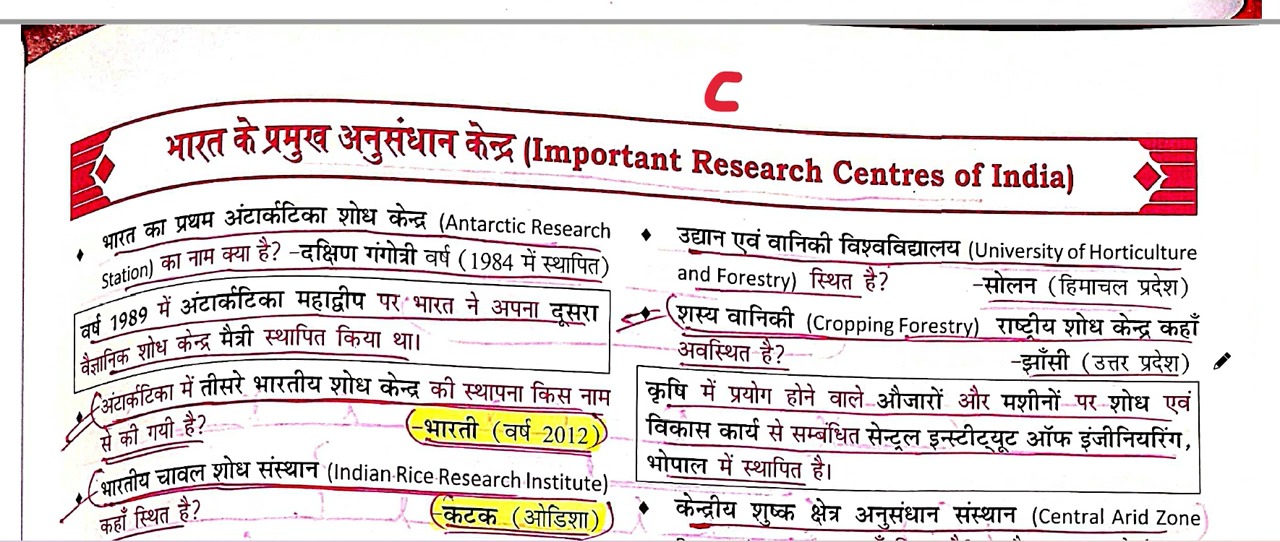 C
भारत के प्रमुख अनुसंधान केन्द्र (Important Research Centres of India)
♦ भारत का प्रथम अंटार्कटिका शोध केन्द्र (Antarctic Research
Station) का नाम क्या है? –दक्षिण गंगोत्री वर्ष (1984 में स्थापित)
वर्ष 1989 में अंटार्कटिका महाद्वीप पर भारत ने अपना दूसरा
वैज्ञानिक शोध केन्द्र मैत्री स्थापित किया था।
♦ अंटार्कटिका में तीसरे भारतीय शोध केन्द्र की स्थापना किस नाम
से की गयी है? –भारती (वर्ष 2012)
♦ भारतीय चावल शोध संस्थान (Indian Rice Research Institute)
कहाँ स्थित है? कटक (ओडिशा)
♦ उद्यान एवं वानिकी विश्वविद्यालय (University of Horticulture
and Forestry) स्थित है? –सोलन (हिमाचल प्रदेश)
♦ शस्य वानिकी (Cropping Forestry) राष्ट्रीय शोध केन्द्र कहाँ
अवस्थित है? –झाँसी (उत्तर प्रदेश)
कृषि में प्रयोग होने वाले औजारों और मशीनों पर शोध एवं
विकास कार्य से सम्बंधित सेन्ट्रल इन्स्टीट्यूट ऑफ इंजीनियरिंग,
भोपाल में स्थापित है।
♦ केन्द्रीय शुष्क क्षेत्र अनुसंधान संस्थान (Central Arid Zone